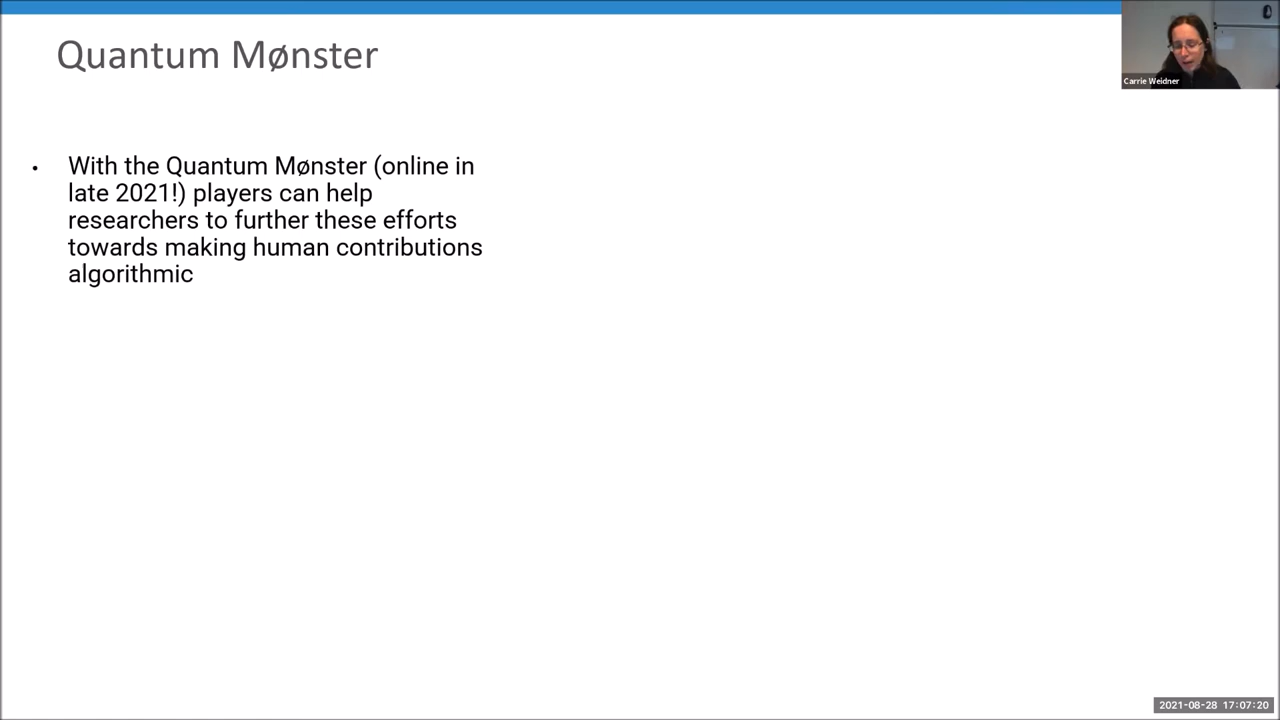 Quantum Mønster
Carrie Weidner
• With the Quantum Mønster (online in
late 2021!) players can help
researchers to further these efforts
towards making human contributions
algorithmic
2021-08-28 17:07:20